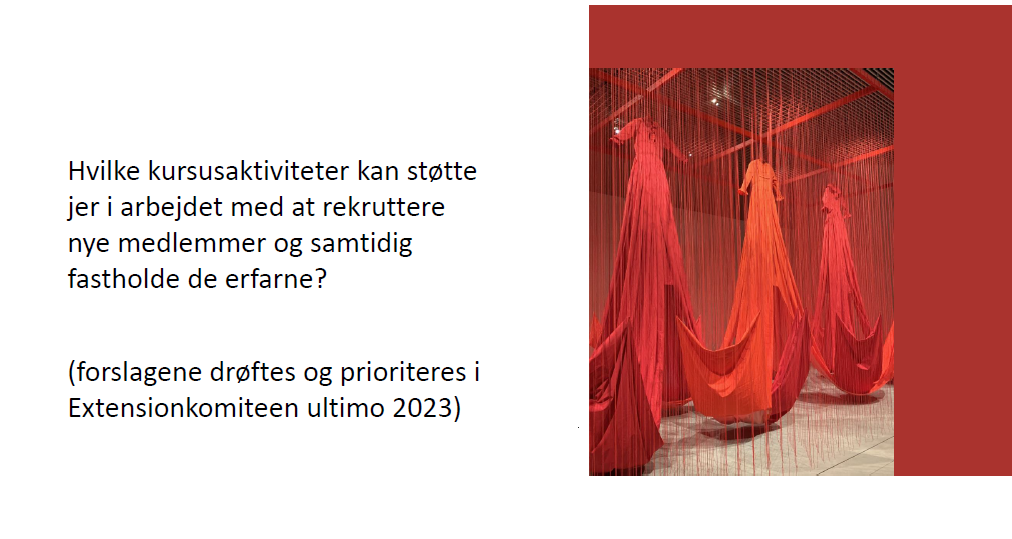 Hvilke kursusaktiviteter kan støtte
jer i arbejdet med at rekruttere
nye medlemmer og samtidig
fastholde de erfarne?
(forslagene drøftes og prioriteres i
Extensionkomiteen ultimo 2023)